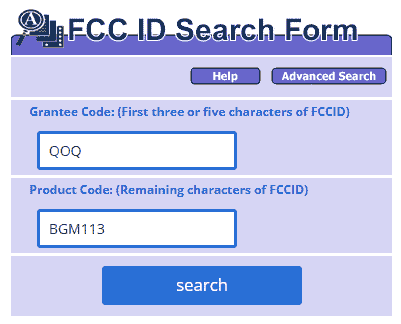 FCC ID Search Form
Help Advanced Search
Grantee Code: (First three or five characters of FCCID)
QOQ
Product Code: (Remaining characters of FCCID)
BGM113
search